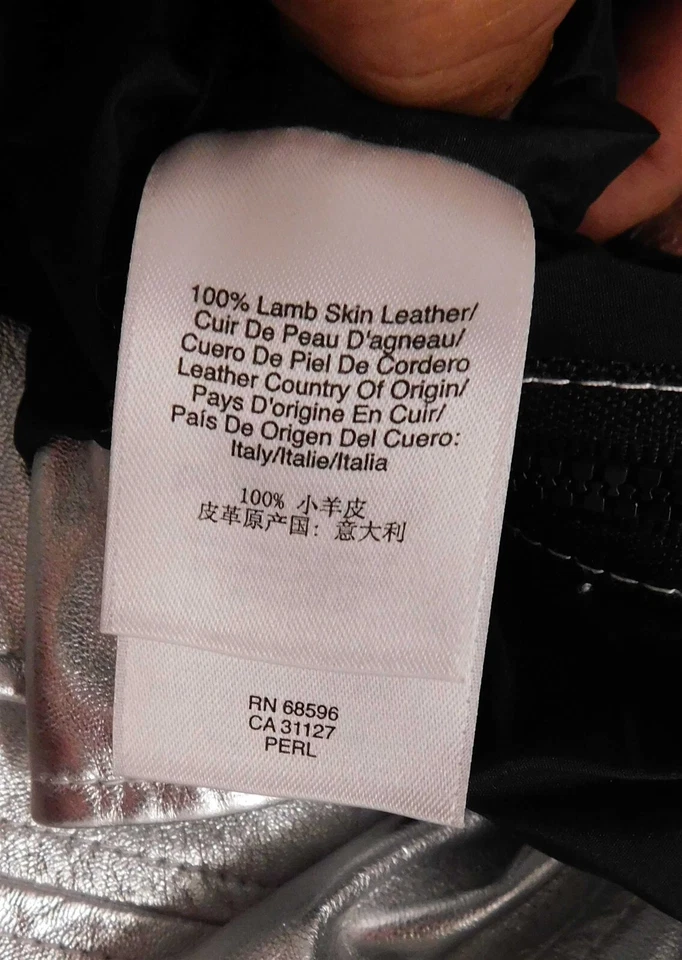 100% Lamb Skin Leather/
Cuir De Peau D'agneau/
Cuero De Piel De Cordero
Leather Country Of Origin/
Pays D'origine En Cuir/
País De Origen Del Cuero:
Italy/Italie/Italia
100% 小羊皮
皮革原产国: 意大利
RN 68596
CA 31127
PERL